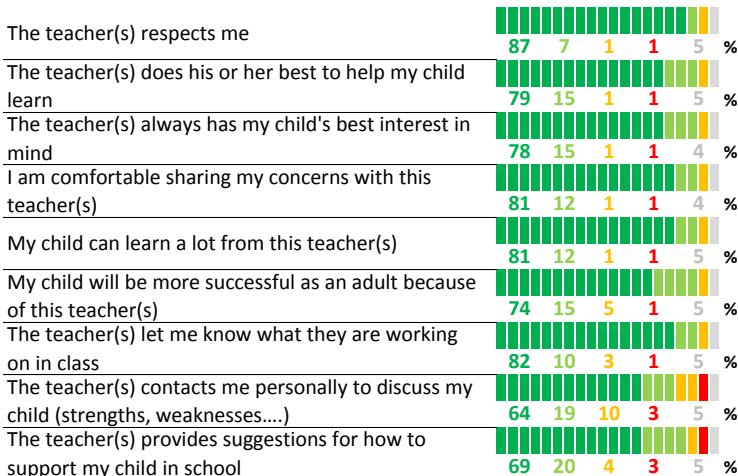 The teacher(s) respects me
87 7 1 1 5 %
The teacher(s) does his or her best to help my child
learn
79 15 1 1 5 %
The teacher(s) always has my child's best interest in
mind
78 15 1 1 4 %
I am comfortable sharing my concerns with this
teacher(s)
81 12 1 1 4 %
My child can learn a lot from this teacher(s)
81 12 1 1 5 %
My child will be more successful as an adult because
of this teacher(s)
74 15 5 1 5 %
The teacher(s) let me know what they are working
on in class
82 10 3 1 5 %
The teacher(s) contacts me personally to discuss my
child (strengths, weaknesses....)
64 19 10 3 5 %
The teacher(s) provides suggestions for how to
support my child in school
69 20 4 3 5 %